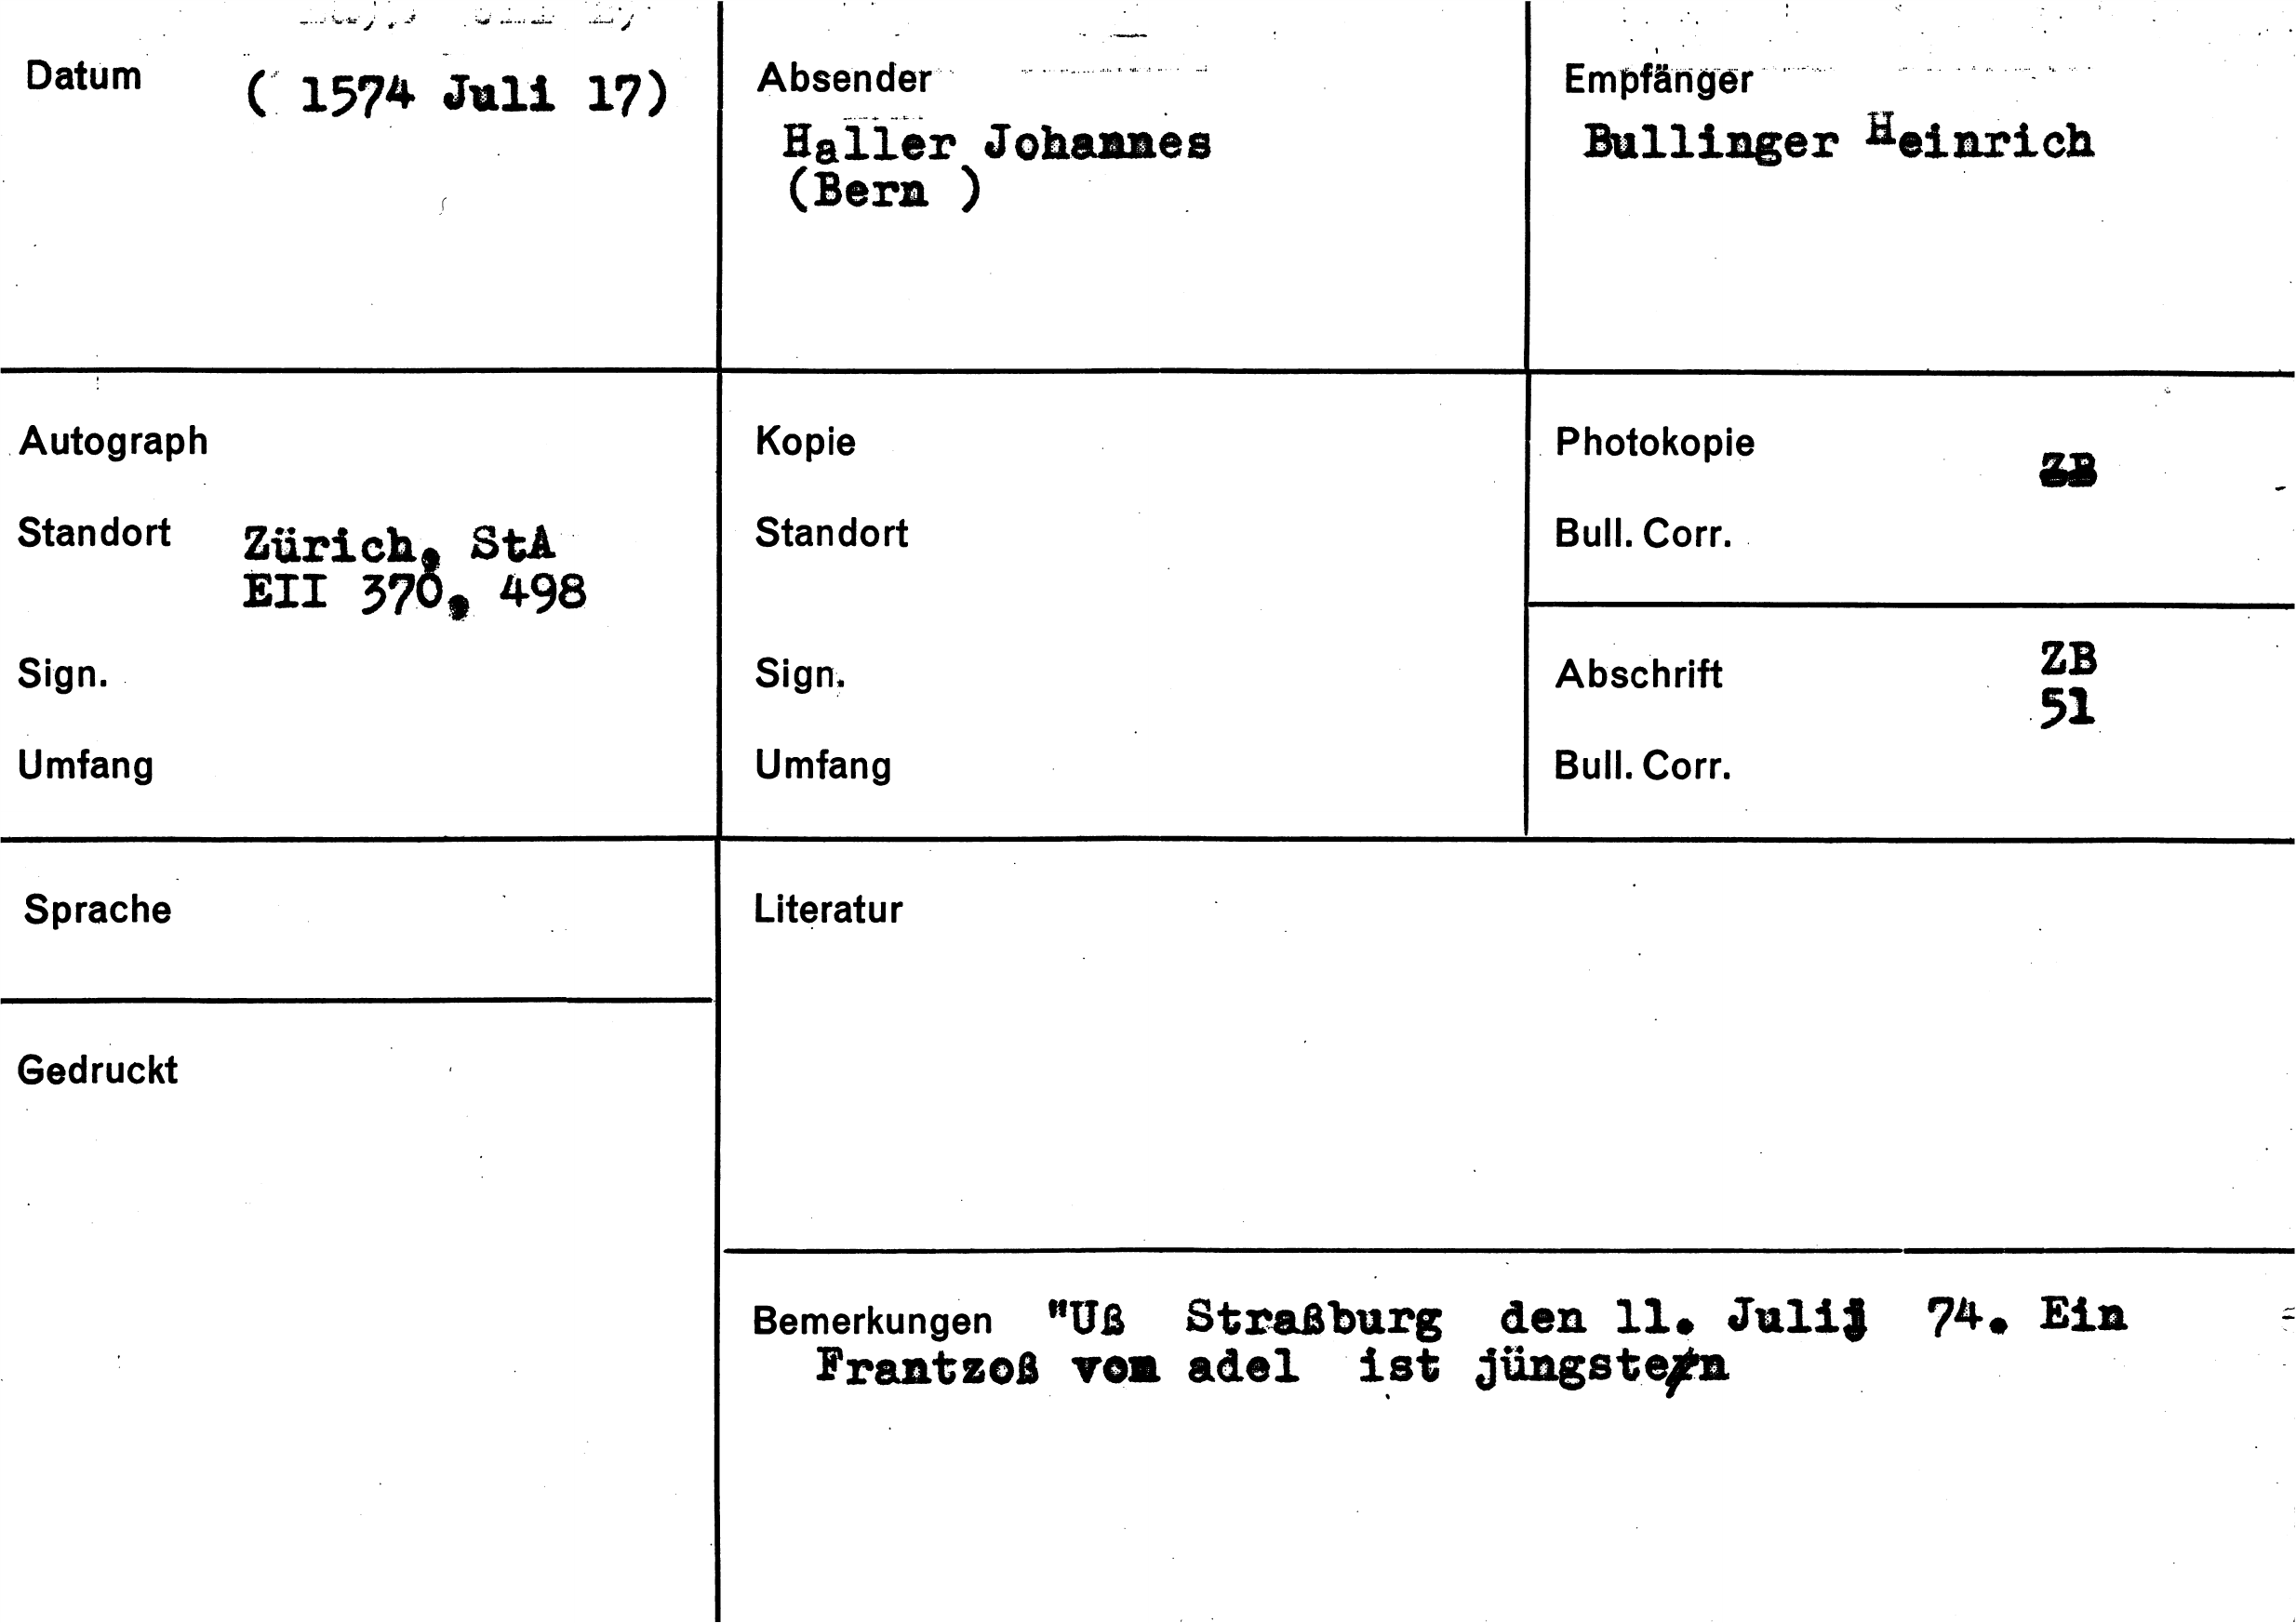 Datum ( 1574 Juli 17)
Absender
Haller Johannes
(Bern )
Empfänger
Bullinger Heinrich
Autograph
Standort Zürich, StA
EII 370, 498
Sign.
Umfang
Kopie
Standort
Sign.
Umfang
Photokopie ZB
Bull. Corr.
Abschrift ZB
51
Bull. Corr.
Sprache
Gedruckt
Literatur
Bemerkungen "Uß Straßburg den 11. Julij 74. Ein
Frantzoß von adel ist jüngsten